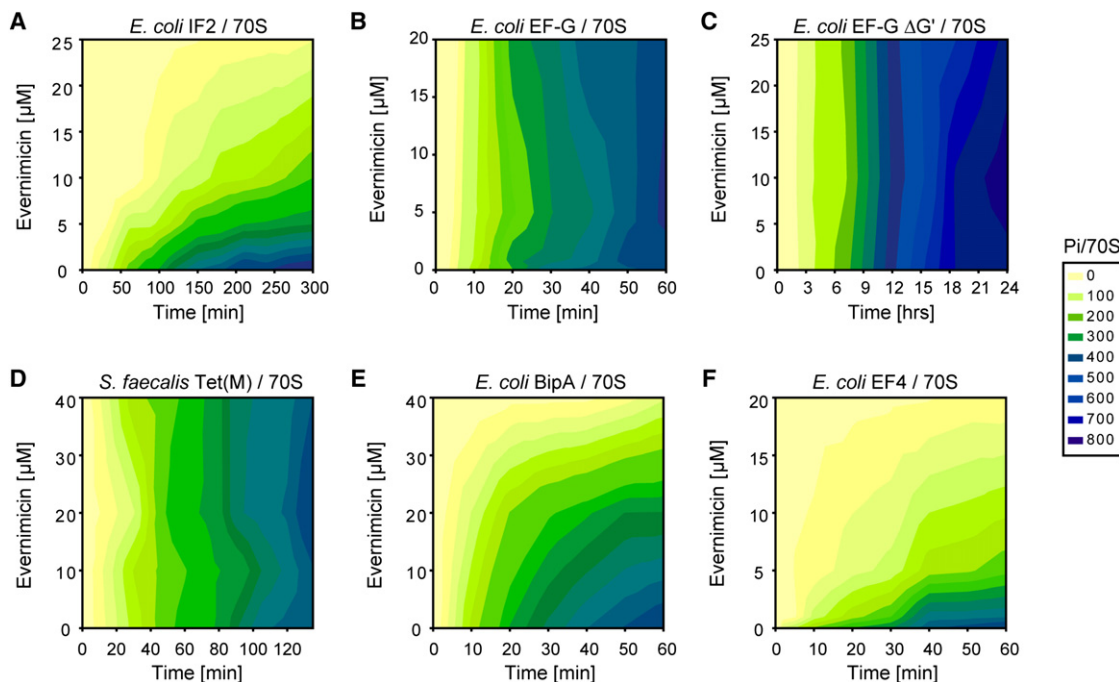 A
E. coli IF2 / 70S
Evernimicin [µM]
25
20
15
10
5
0
0 50 100 150 200 250 300
Time [min]
B
E. coli EF-G / 70S
Evernimicin [µM]
20
15
10
5
0
0 10 20 30 40 50 60
Time [min]
C
E. coli EF-G ΔG' / 70S
Evernimicin [µM]
25
20
15
10
5
0
0 3 6 9 12 15 18 21 24
Time [hrs]
Pi/70S
0
100
200
300
400
500
600
700
800
D
S. faecalis Tet(M) / 70S
Evernimicin [µM]
40
30
20
10
0
0 20 40 60 80 100 120
Time [min]
E
E. coli BipA / 70S
Evernimicin [µM]
40
30
20
10
0
0 10 20 30 40 50 60
Time [min]
F
E. coli EF4 / 70S
Evernimicin [µM]
20
15
10
5
0
0 10 20 30 40 50 60
Time [min]